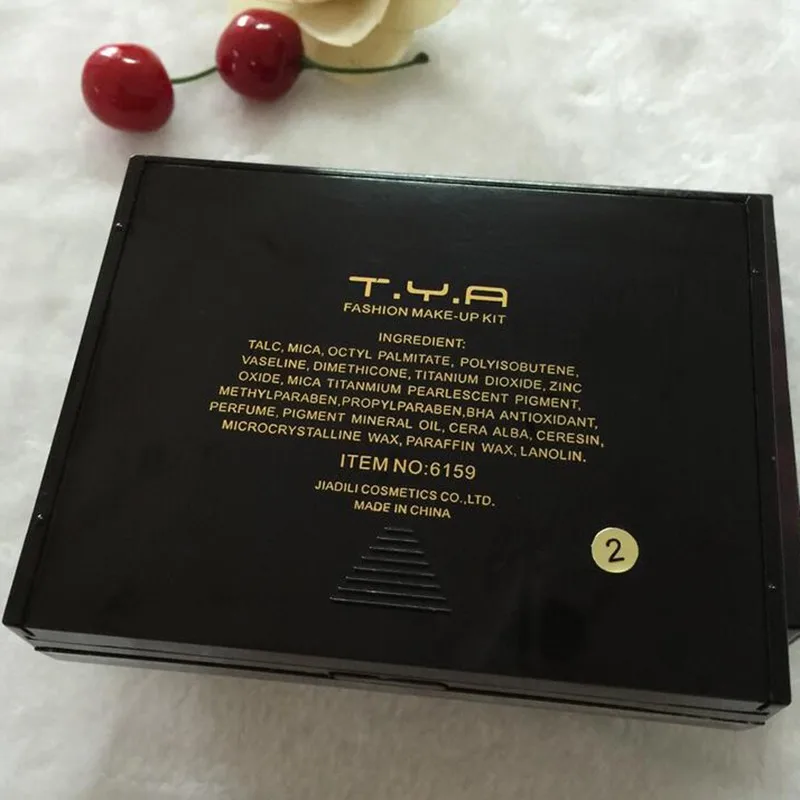 T.Y.A
FASHION MAKE-UP KIT
INGREDIENT:
TALC, MICA, OCTYL PALMITATE, POLYISOBUTENE,
VASELINE, DIMETHICONE, TITANIUM DIOXIDE, ZINC
OXIDE, MICA TITANMIUM PEARLESCENT PIGMENT,
METHYLPARABEN,PROPYLPARABEN,BHA ANTIOXIDANT,
PERFUME, PIGMENT MINERAL OIL, CERA ALBA, CERESIN,
MICROCRYSTALLINE WAX, PARAFFIN WAX, LANOLIN.
ITEM NO:6159
JIADILI COSMETICS CO.,LTD.
MADE IN CHINA
2